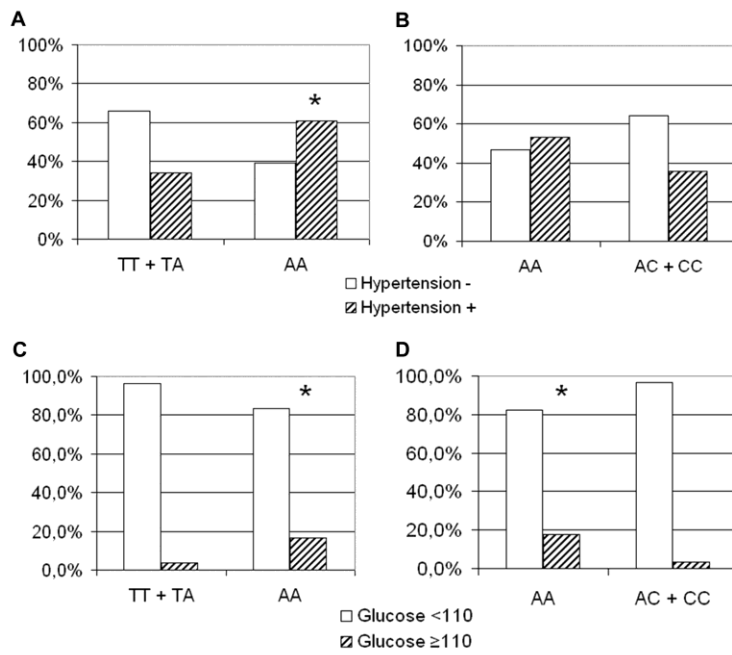 A
100%
80%
60%
40%
20%
0%
*
TT + TA
AA
B
100%
80%
60%
40%
20%
0%
AA
AC + CC
Hypertension -
Hypertension +
C
100,0%
80,0%
60,0%
40,0%
20,0%
0,0%
*
TT + TA
AA
D
100,0%
80,0%
60,0%
40,0%
20,0%
0,0%
*
AA
AC + CC
Glucose <110
Glucose ≥110